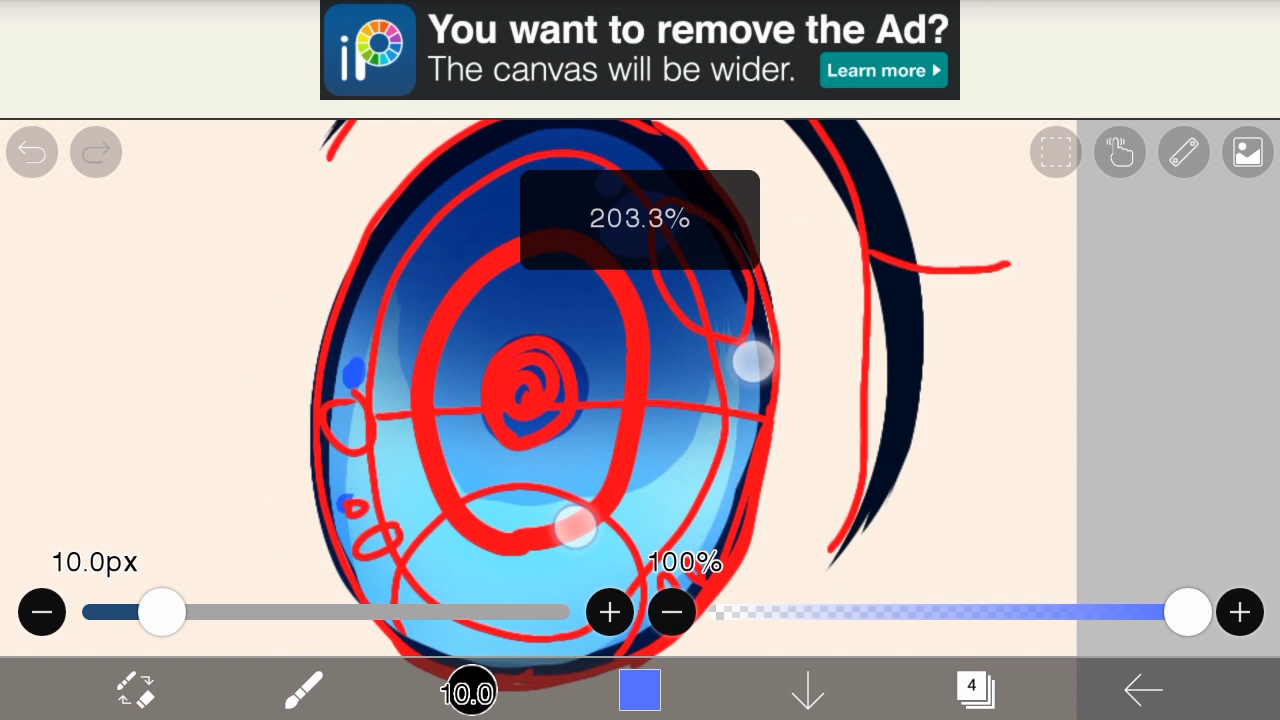 iP
You want to remove the Ad?
The canvas will be wider.
Learn more
203.3%
10.0px
100%
10.0
4